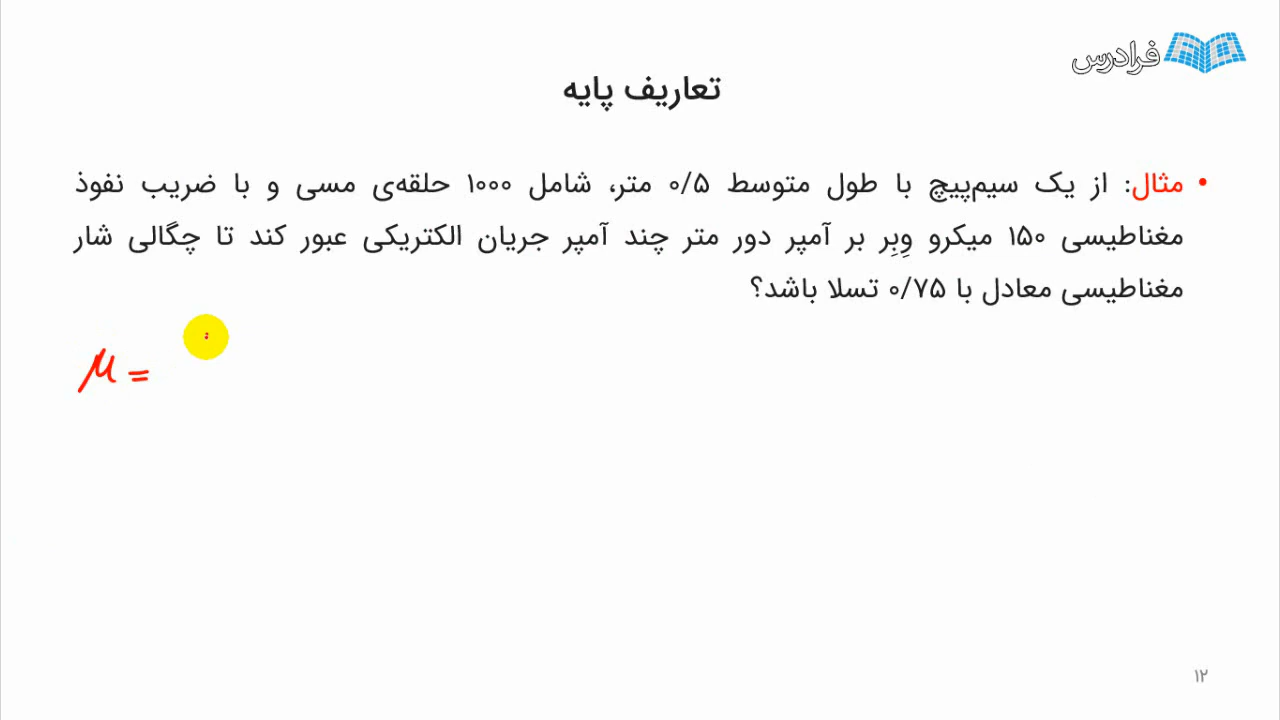 فرادرس
تعاریف پایه
• مثال: از یک سیم‌پیچ با طول متوسط ۰/۵ متر، شامل ۱۰۰۰ حلقه‌ی مسی و با ضریب نفوذ
مغناطیسی ۱۵۰ میکرو وِبِر بر آمپر دور متر چند آمپر جریان الکتریکی عبور کند تا چگالی شار
مغناطیسی معادل با ۰/۷۵ تسلا باشد؟
μ =
۱۲